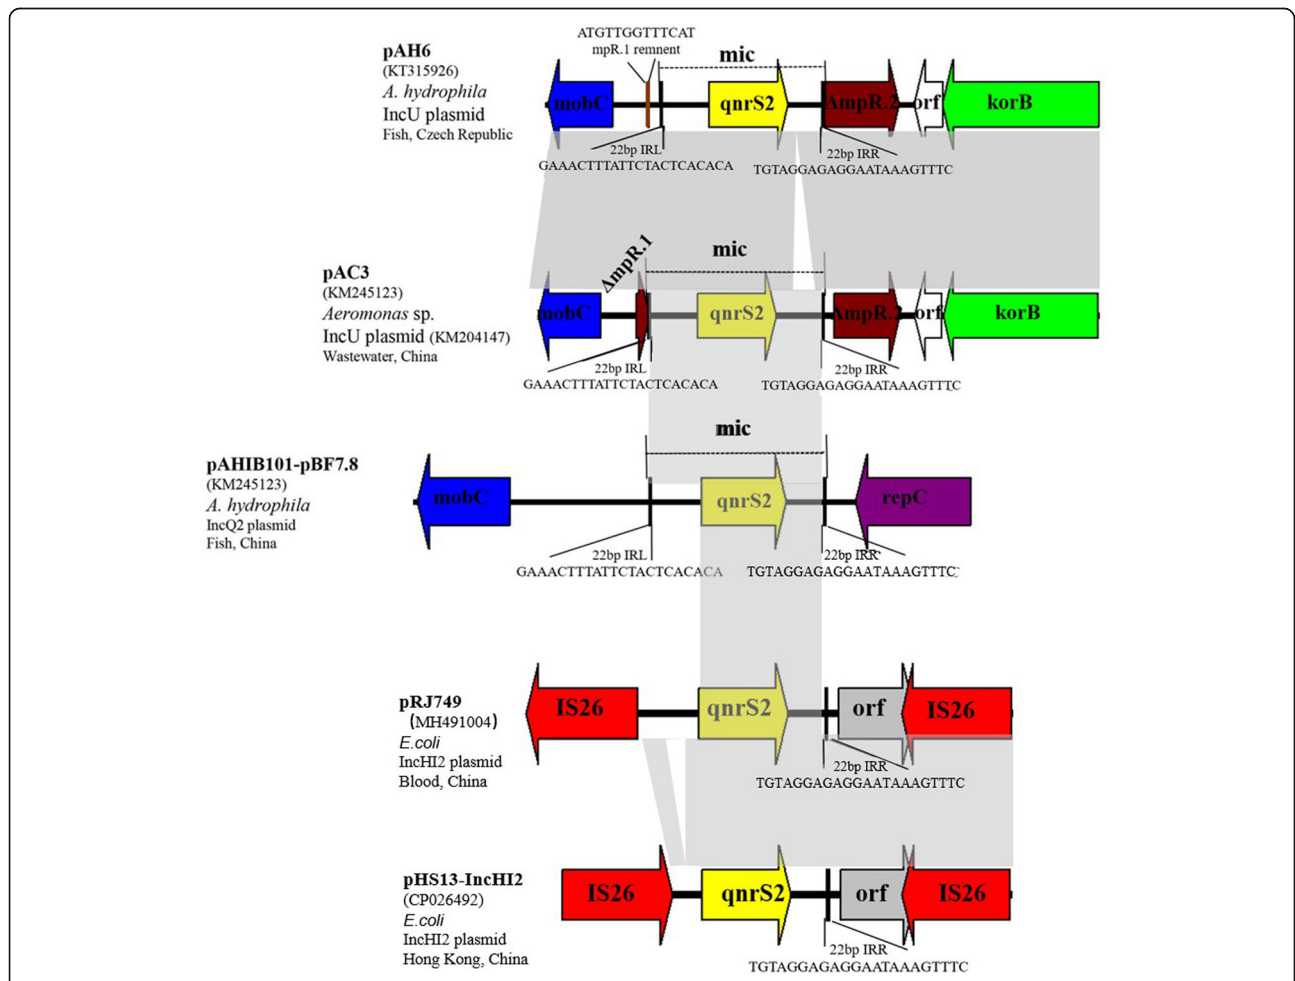 ATGTTGGTTTCAT
mpR.1 remnent
mic
pAH6
(KT315926)
A. hydrophila
IncU plasmid
Fish, Czech Republic
mobC
qnrS2
ΔmpR.2
orf
korB
22bp IRL
22bp IRR
GAAACTTTATTCTACTCACACA
TGTAGGAGAGGAATAAAGTTTC
ΔmpR.1
mic
pAC3
(KM245123)
Aeromonas sp.
IncU plasmid (KM204147)
Wastewater, China
mobC
qnrS2
ΔmpR.2
orf
korB
22bp IRL
22bp IRR
GAAACTTTATTCTACTCACACA
TGTAGGAGAGGAATAAAGTTTC
mic
pAHIB101-pBF7.8
(KM245123)
A. hydrophila
IncQ2 plasmid
Fish, China
mobC
qnrS2
repC
22bp IRL
22bp IRR
GAAACTTTATTCTACTCACACA
TGTAGGAGAGGAATAAAGTTTC
pRJ749
(MH491004)
E.coli
IncHI2 plasmid
Blood, China
IS26
qnrS2
orf
IS26
22bp IRR
TGTAGGAGAGGAATAAAGTTTC
pHS13-IncHI2
(CP026492)
E.coli
IncHI2 plasmid
Hong Kong, China
IS26
qnrS2
orf
IS26
22bp IRR
TGTAGGAGAGGAATAAAGTTTC